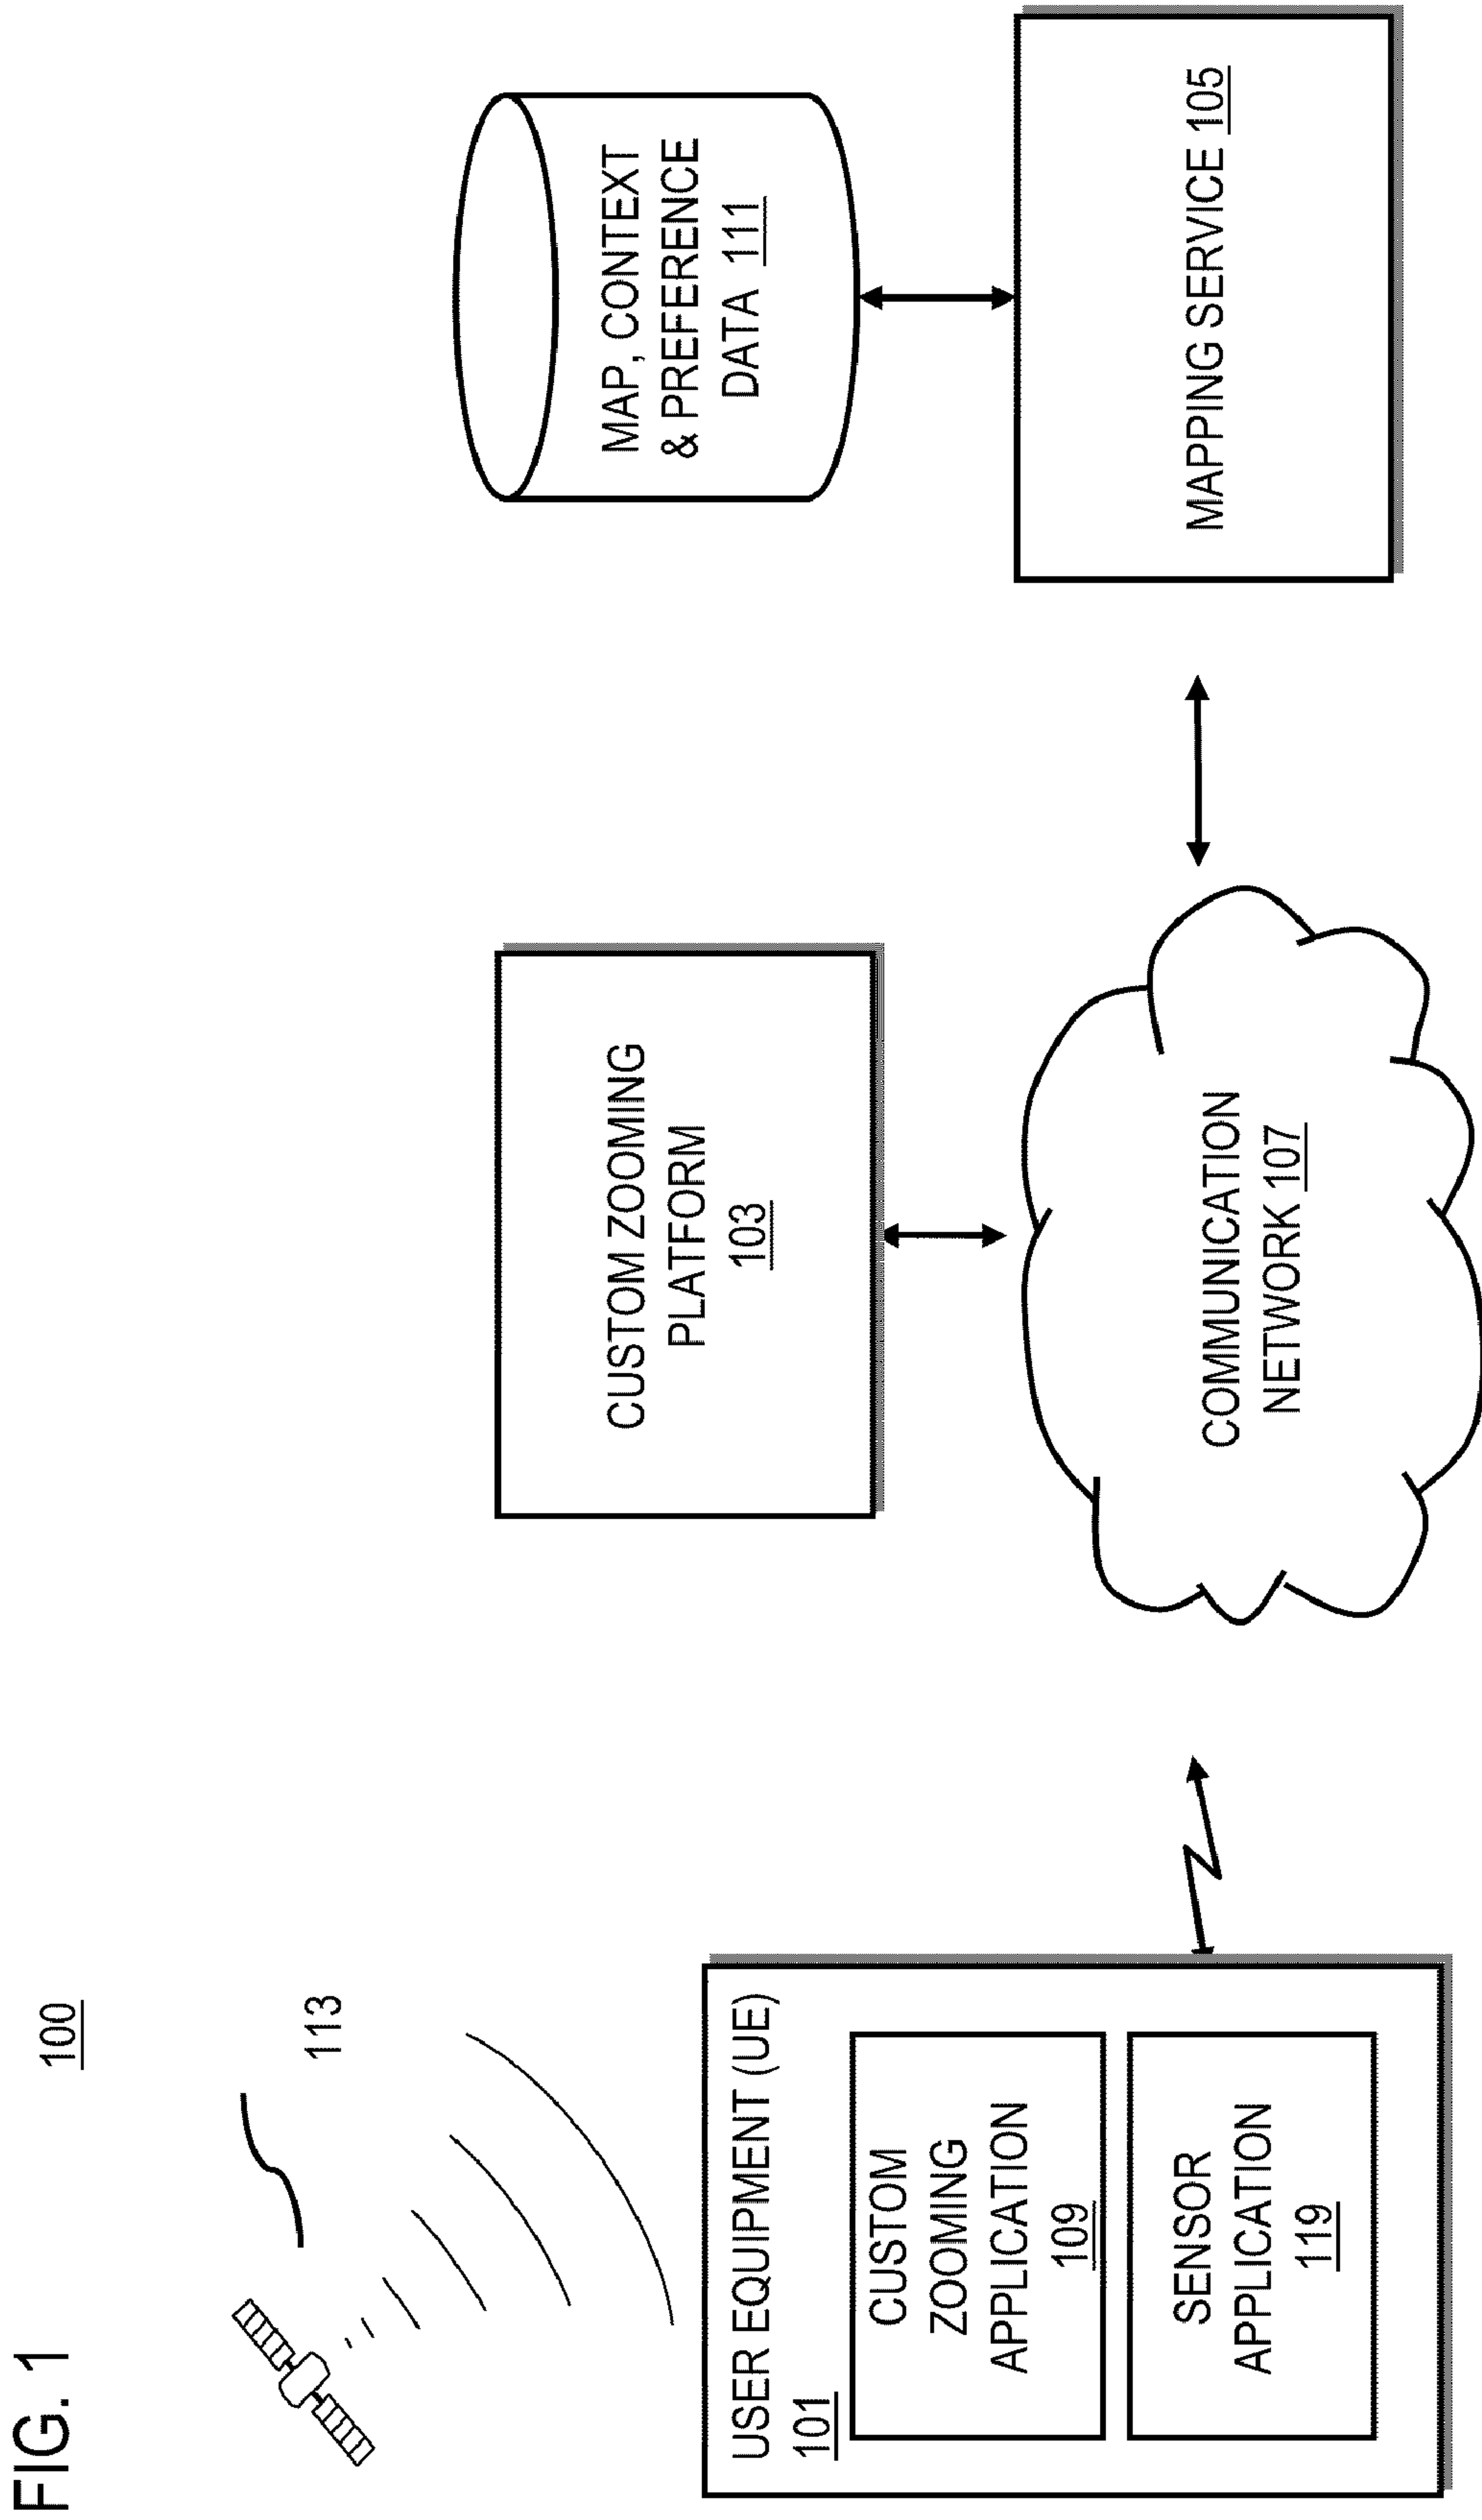 FIG. 1
100
113
USER EQUIPMENT (UE)
101
CUSTOM
ZOOMING
APPLICATION
109
SENSOR
APPLICATION
119
CUSTOM ZOOMING
PLATFORM
103
COMMUNICATION
NETWORK 107
MAP, CONTEXT
& PREFERENCE
DATA 111
MAPPING SERVICE 105